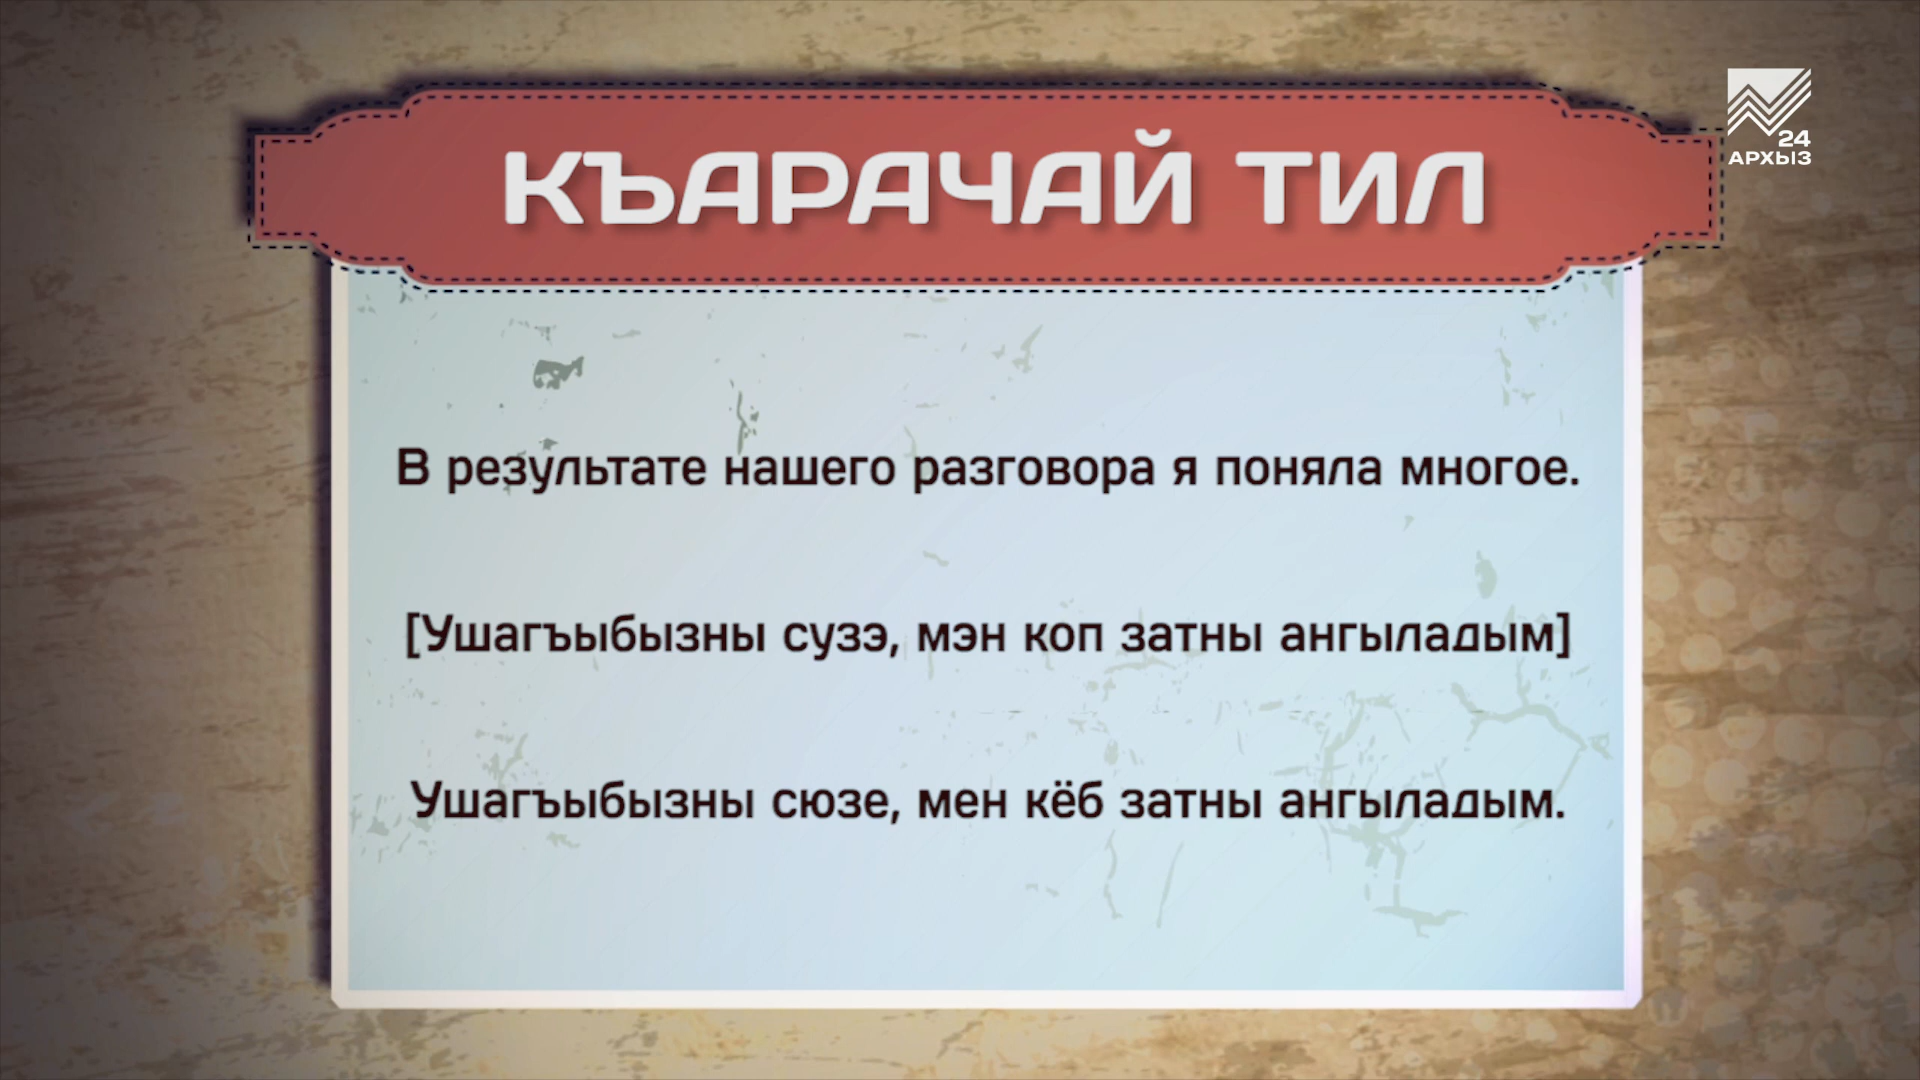 КЪАРАЧАЙ ТИЛ
24
АРХЫЗ
В результате нашего разговора я поняла многое.
[Ушагъыбызны сузэ, мэн коп затны ангыладым]
Ушагъыбызны сюзе, мен кёб затны ангыладым.